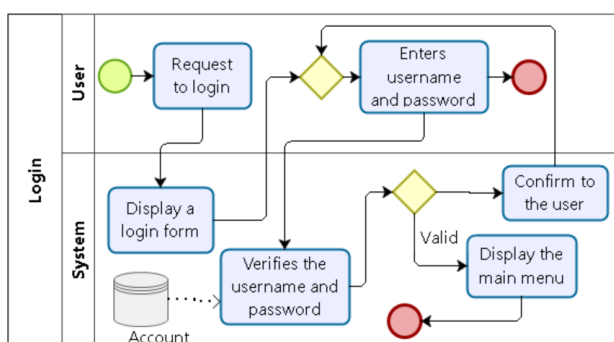 Login
User
Request
to login
Enters
username
and password
System
Display a
login form
Verifies the
username and
password
Account
Valid
Confirm to
the user
Display the
main menu